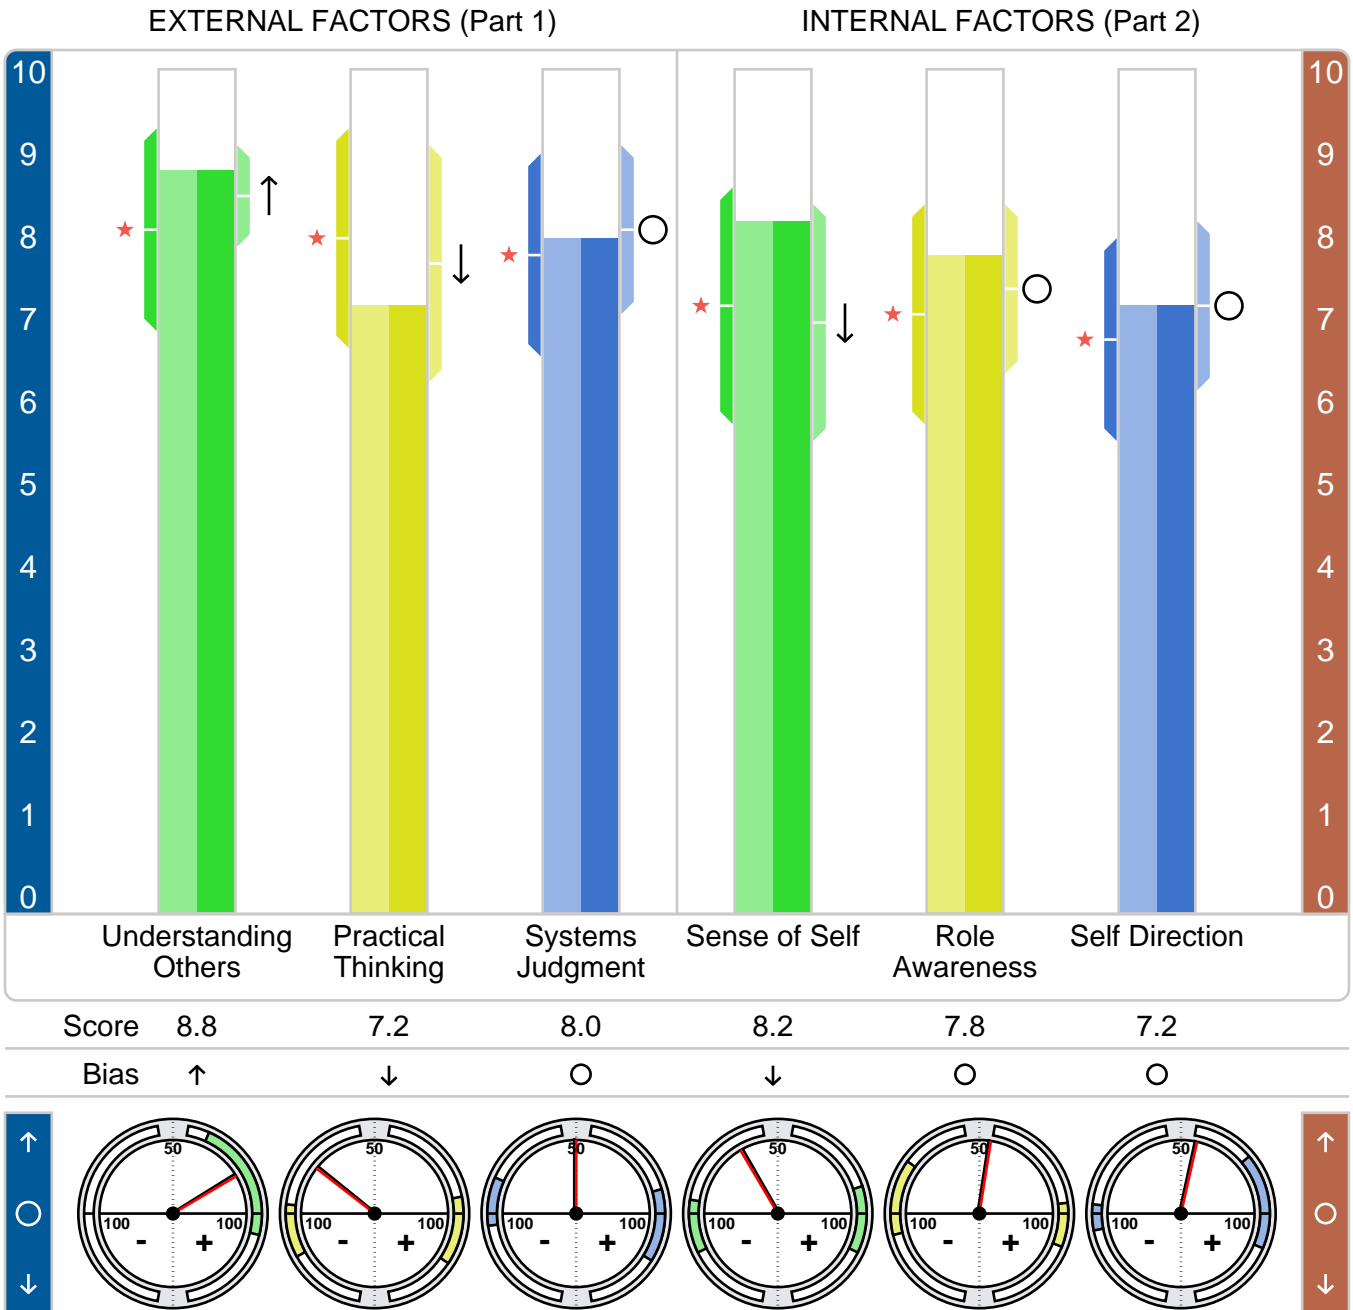 EXTERNAL FACTORS (Part 1)
INTERNAL FACTORS (Part 2)
10
9
8
7
6
5
4
3
2
1
0
10
9
8
7
6
5
4
3
2
1
0
Understanding
Others
Practical
Thinking
Systems
Judgment
Sense of Self
Role
Awareness
Self Direction
Score 8.8 7.2 8.0 8.2 7.8 7.2
Bias ↑ ↓ O ↓ O O
↑
O
↓
50
100 100
- +
50
100 100
- +
50
100 100
- +
50
100 100
- +
50
100 100
- +
50
100 100
- +
↑
O
↓